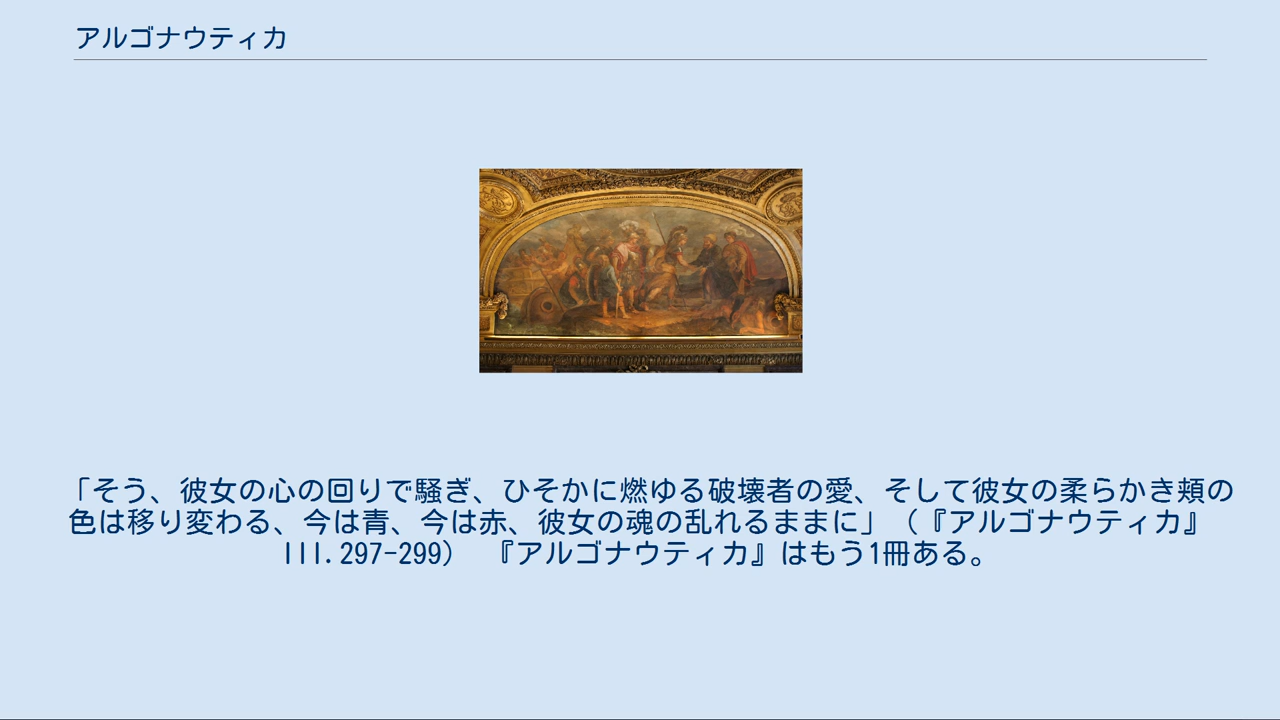 アルゴナウティカ
「そう、彼女の心の回りで騒ぎ、ひそかに燃ゆる破壊者の愛、そして彼女の柔らかき頬の
色は移り変わる、今は青、今は赤、彼女の魂の乱れるままに」（『アルゴナウティカ』
III.297-299）　『アルゴナウティカ』はもう1冊ある。